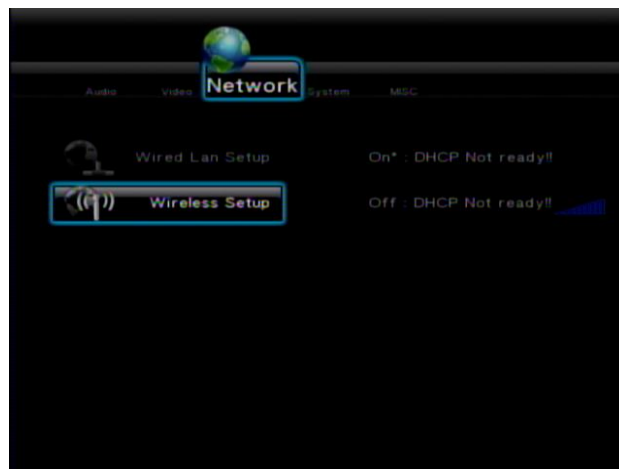 Audio Video Network System MISC
Wired Lan Setup On* : DHCP Not ready!!
Wireless Setup Off : DHCP Not ready!!